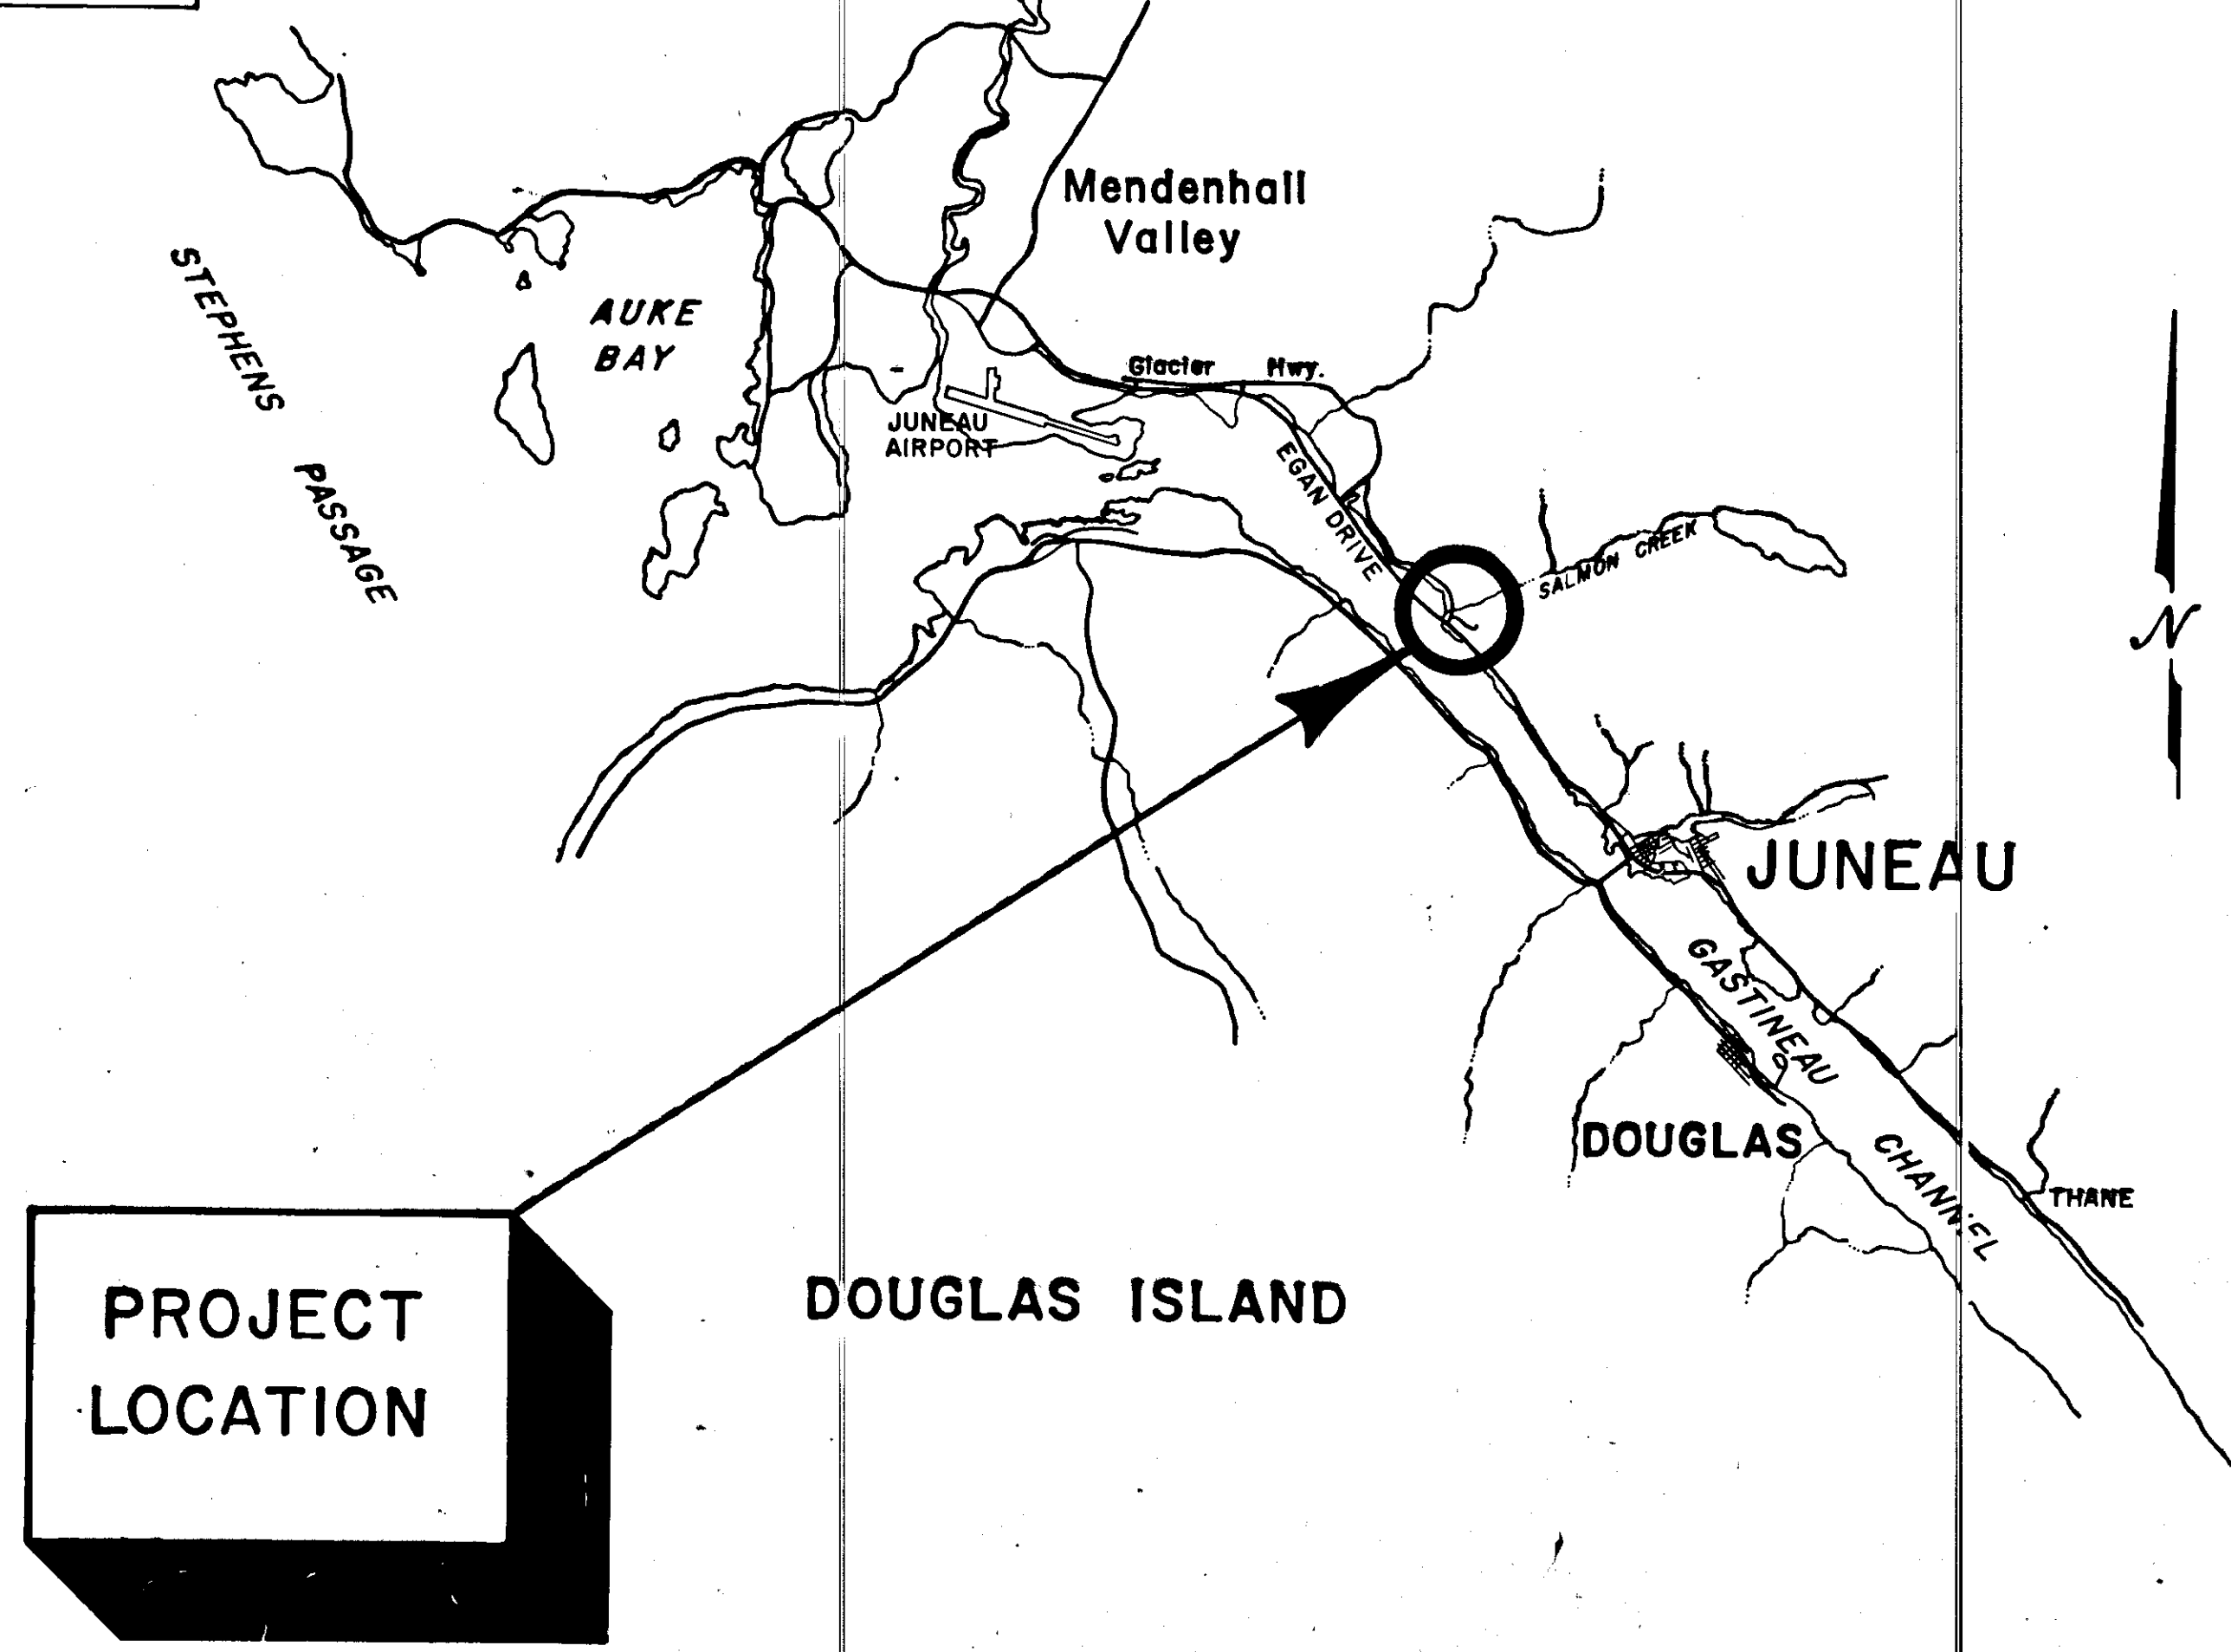 Mendenhall
Valley
STEPHENS PASSAGE
AUKE
BAY
Glacier Hwy.
JUNEAU
AIRPORT
EGAN DRIVE
SALMON CREEK
N
JUNEAU
GASTINEAU CHANNEL
DOUGLAS
THANE
DOUGLAS ISLAND
PROJECT
LOCATION